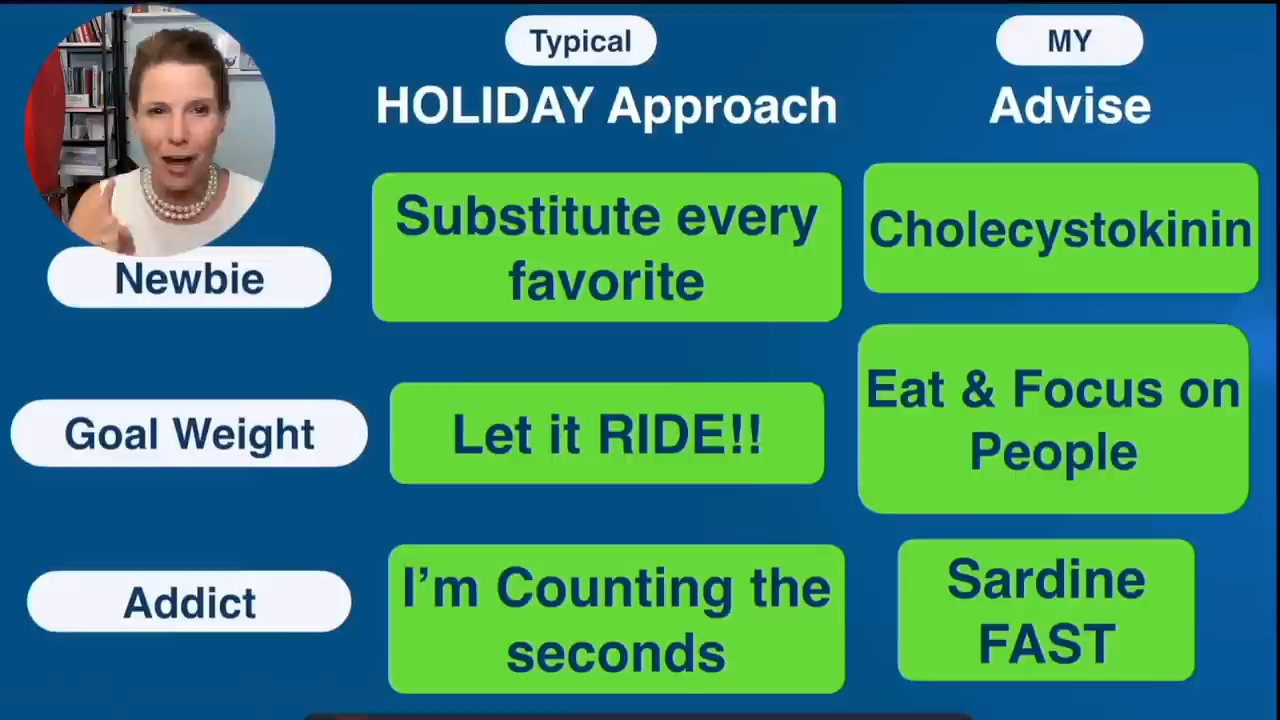 Typical
HOLIDAY Approach
MY
Advise
Newbie
Substitute every
favorite
Cholecystokinin
Goal Weight
Let it RIDE!!
Eat & Focus on
People
Addict
I’m Counting the
seconds
Sardine
FAST